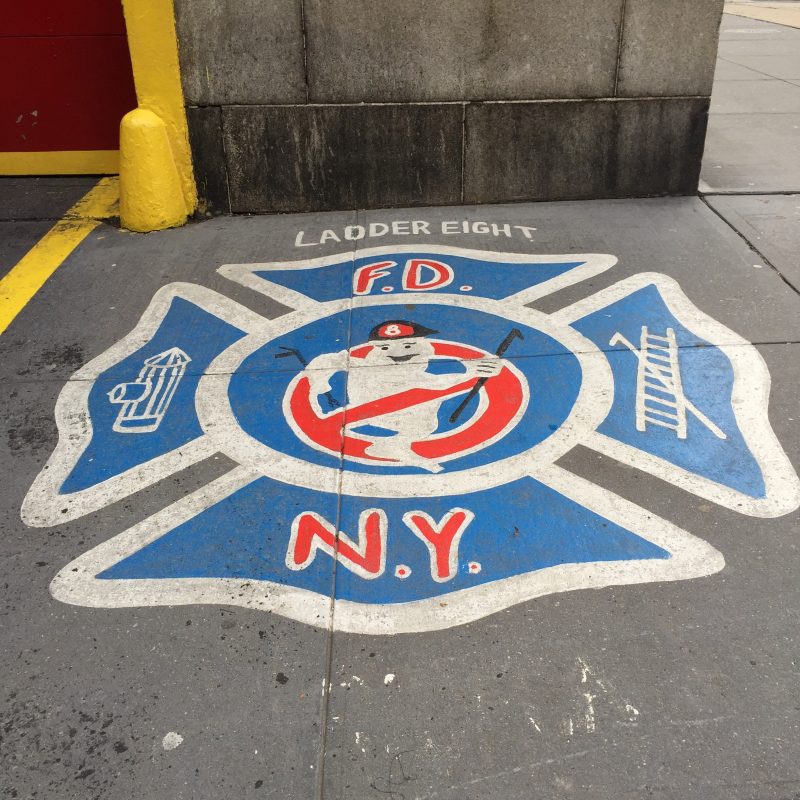 LADDER EIGHT
F.D.
8
N.Y.